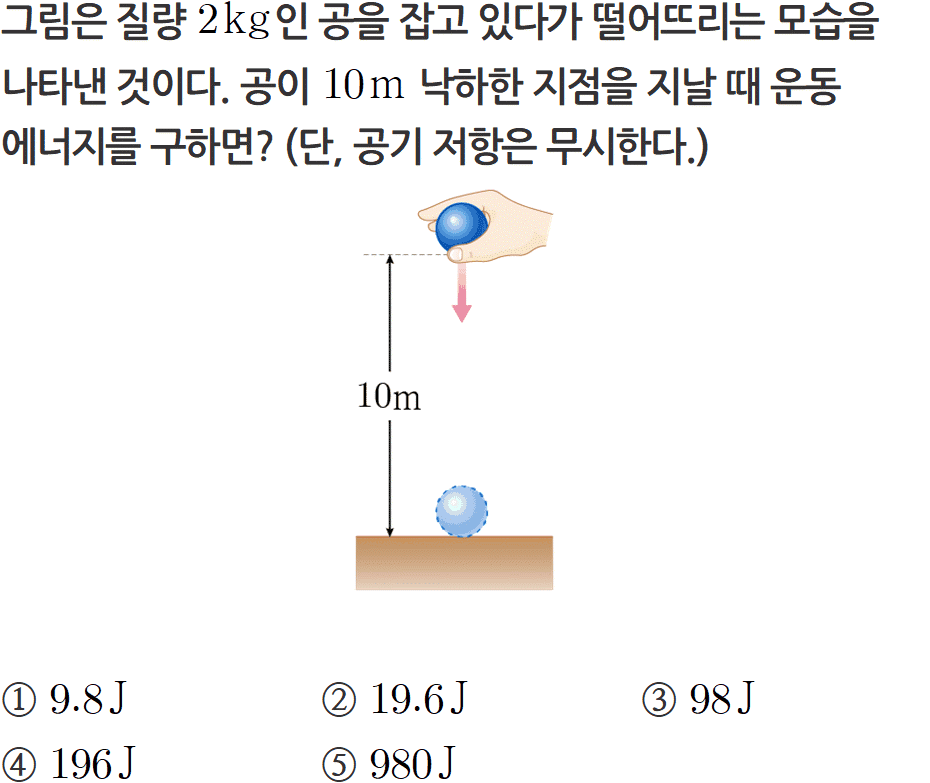 그림은 질량 2kg인 공을 잡고 있다가 떨어뜨리는 모습을
나타낸 것이다. 공이 10m 낙하한 지점을 지날 때 운동
에너지를 구하면? (단, 공기 저항은 무시한다.)
10m
① 9.8J ② 19.6J ③ 98J
④ 196J ⑤ 980J